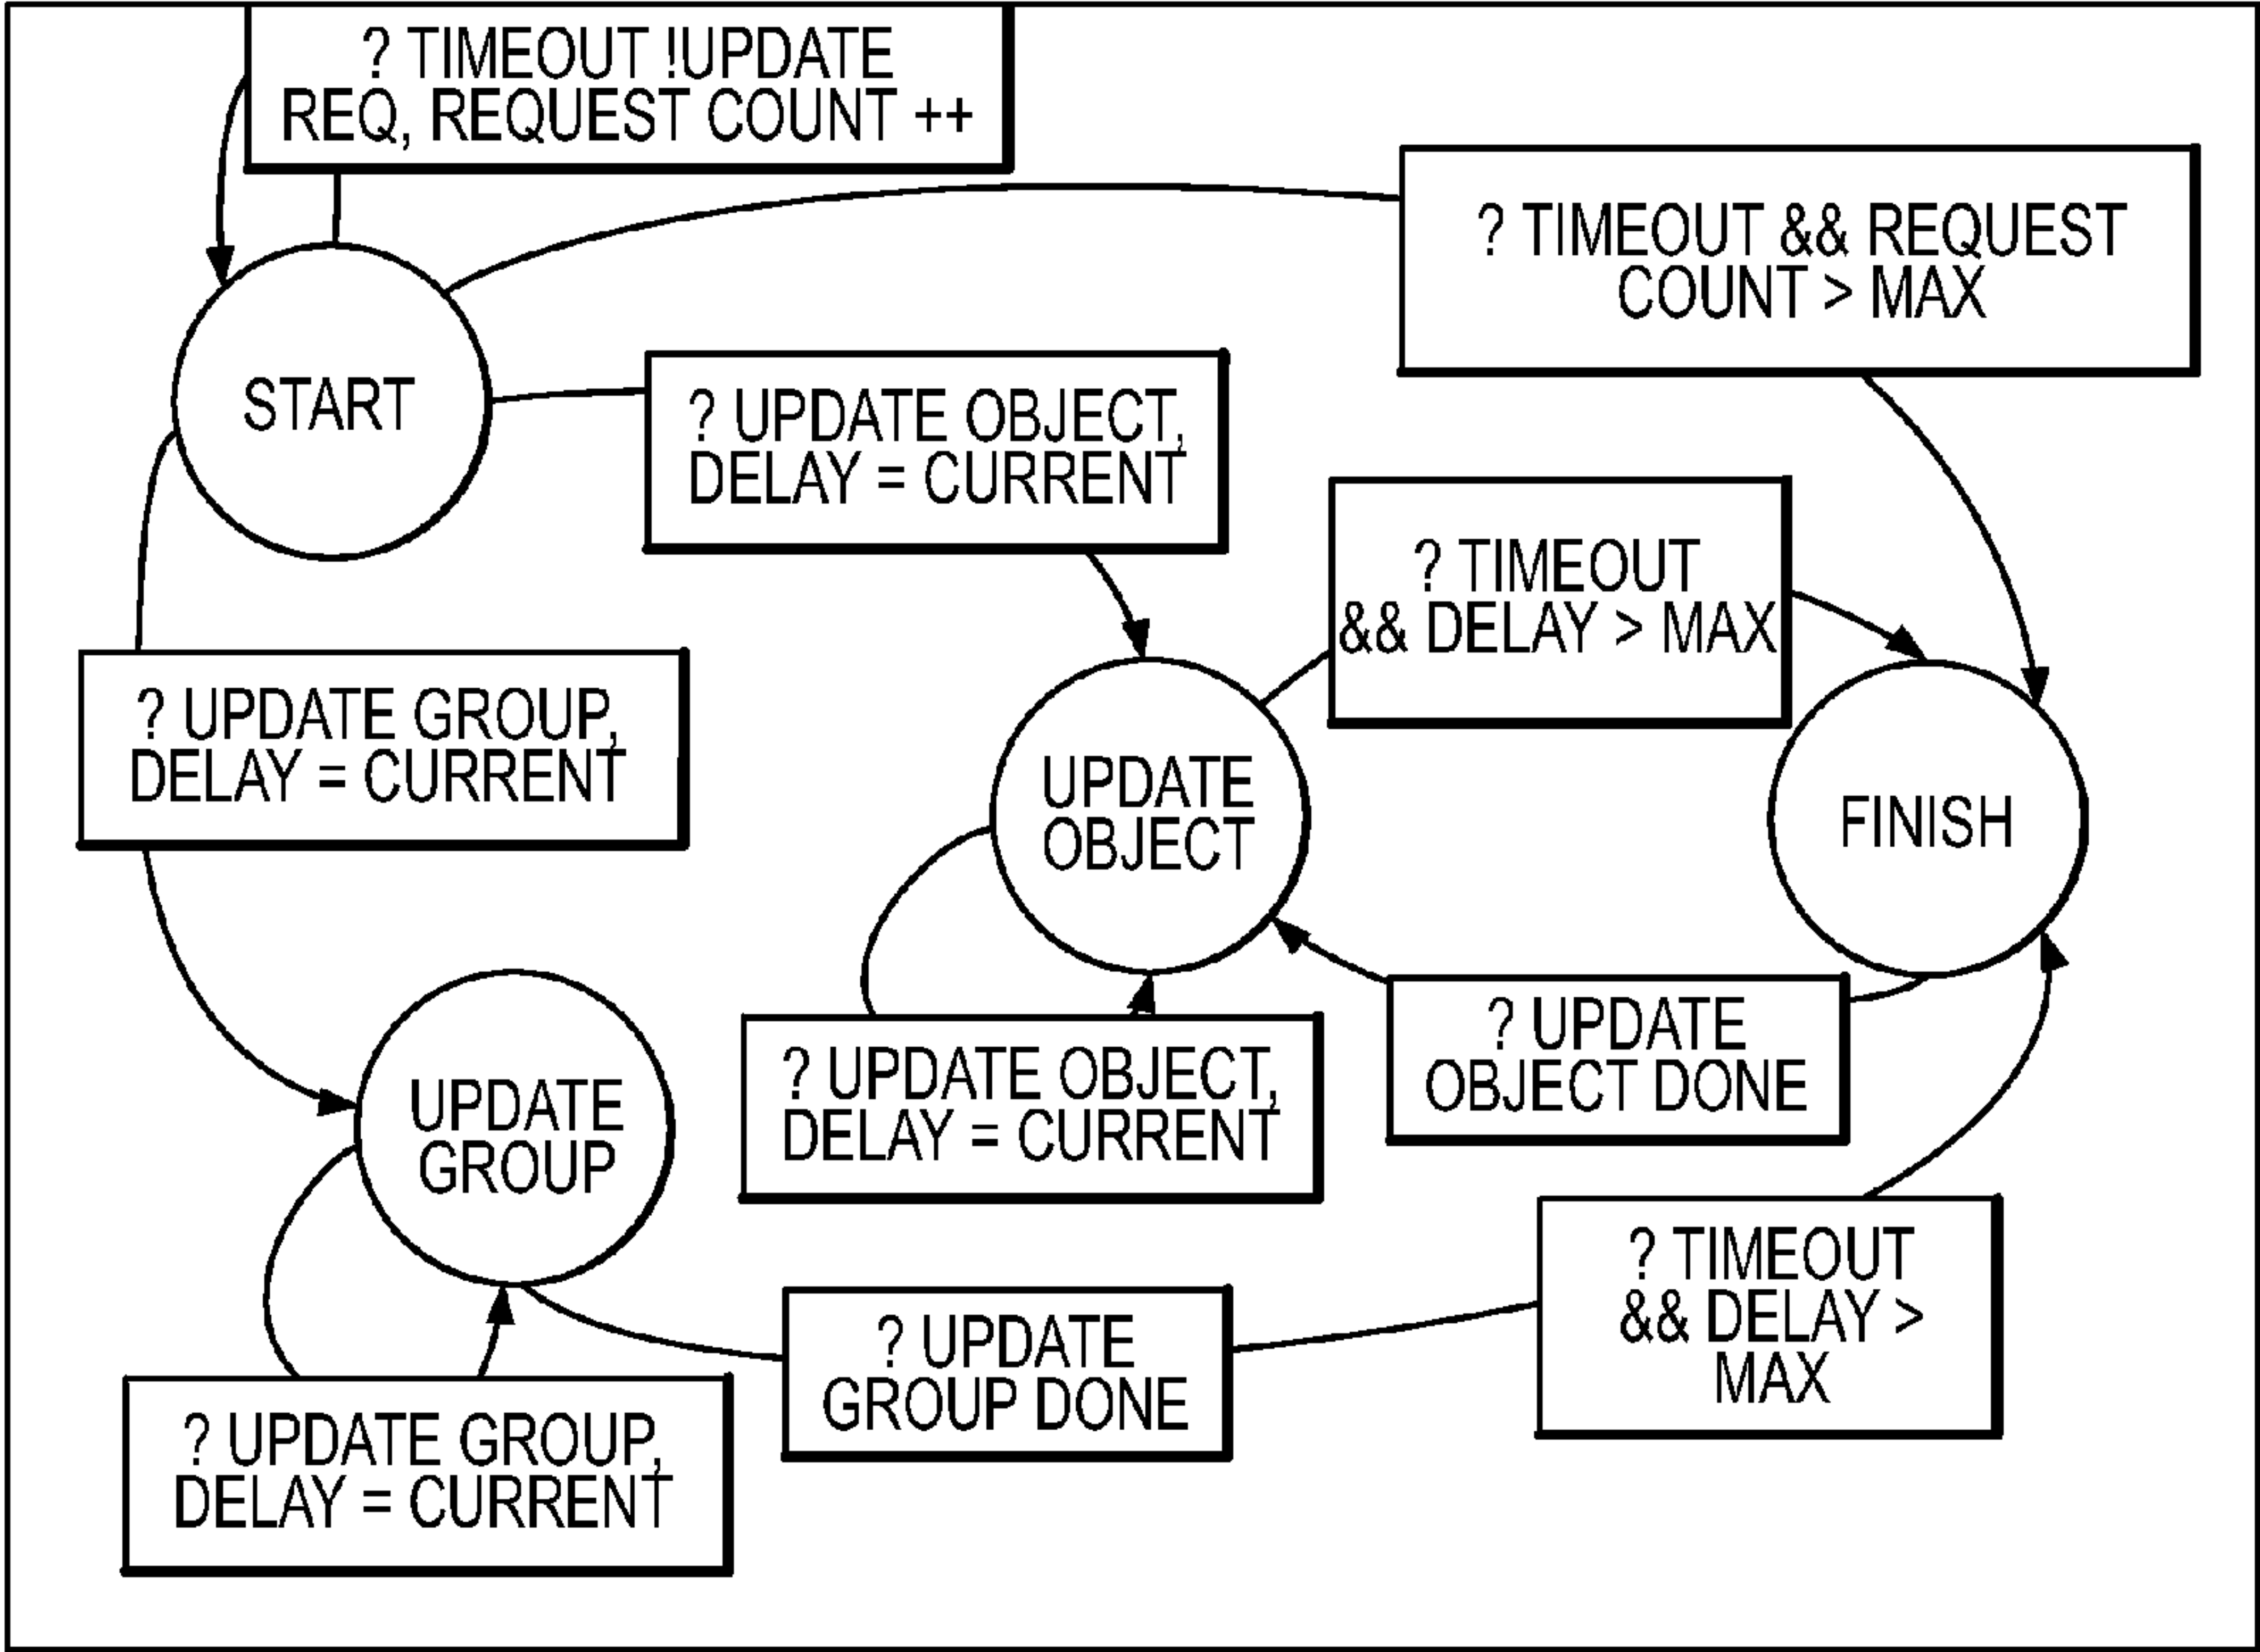 ? TIMEOUT !UPDATE
REQ, REQUEST COUNT ++
? TIMEOUT && REQUEST
COUNT > MAX
START
? UPDATE OBJECT,
DELAY = CURRENT
? TIMEOUT
&& DELAY > MAX
? UPDATE GROUP,
DELAY = CURRENT
UPDATE
OBJECT
FINISH
? UPDATE
OBJECT DONE
? UPDATE OBJECT,
DELAY = CURRENT
UPDATE
GROUP
? TIMEOUT
&& DELAY >
MAX
? UPDATE
GROUP DONE
? UPDATE GROUP,
DELAY = CURRENT